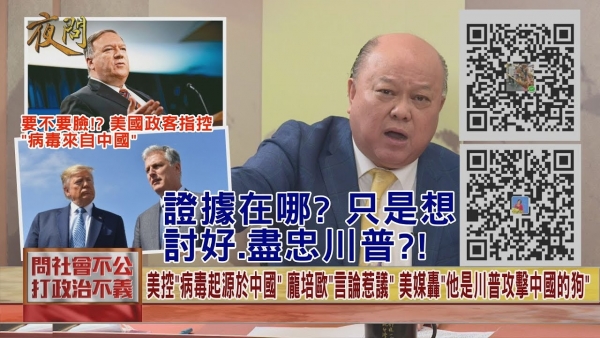 夜問
要不要臉!? 美國政客指控
"病毒來自中國"
證據在哪? 只是想
討好.盡忠川普?!
問社會不公
打政治不義
美控"病毒起源於中國" 龐培歐"言論惹議" 美媒轟"他是川普攻擊中國的狗"